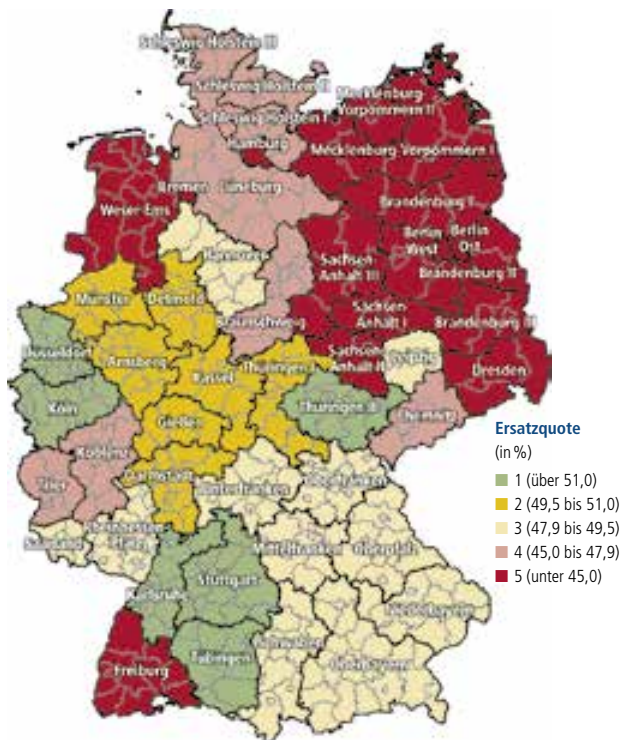 Schleswig Holstein III
Schleswig Holstein II
Schleswig Holstein I
Hamburg
Mecklenburg-
Vorpommern II
Mecklenburg-Vorpommern I
Bremen
Lüneburg
Weser-Ems
Brandenburg I
Berlin
West
Berlin
Ost
Hannover
Sachsen
Anhalt III
Brandenburg II
Münster
Detmold
Braunschweig
Sachsen
Anhalt I
Brandenburg III
Düsseldorf
Arnsberg
Kassel
Thüringen I
Sachsen
Anhalt II
Leipzig
Dresden
Köln
Gießen
Thüringen II
Chemnitz
Koblenz
Trier
Darmstadt
Unterfranken
Oberfranken
Saarland
Rheinhessen-
Pfalz
Mittelfranken
Oberpfalz
Karlsruhe
Stuttgart
Niederbayern
Freiburg
Tübingen
Schwaben
Oberbayern
Ersatzquote
(in %)
1 (über 51,0)
2 (49,5 bis 51,0)
3 (47,9 bis 49,5)
4 (45,0 bis 47,9)
5 (unter 45,0)